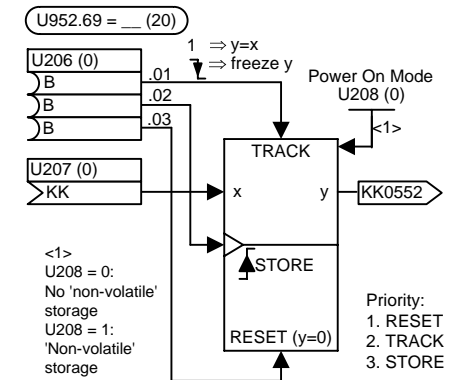 U952.69 = __ (20)
U206 (0)
B
B
B
.01
.02
.03
1 ⇒ y=x
⇒ freeze y
Power On Mode
U208 (0)
<1>
TRACK
U207 (0)
KK
x
y
KK0552
STORE
RESET (y=0)
<1>
U208 = 0:
No 'non-volatile'
storage
U208 = 1:
'Non-volatile'
storage
Priority:
1. RESET
2. TRACK
3. STORE